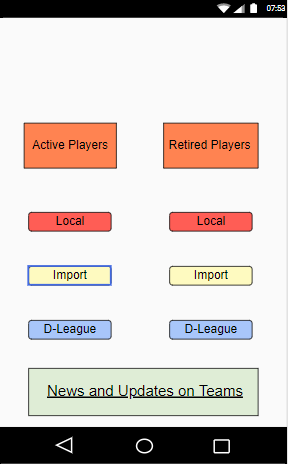 07:53
Active Players
Retired Players
Local
Local
Import
Import
D-League
D-League
News and Updates on Teams